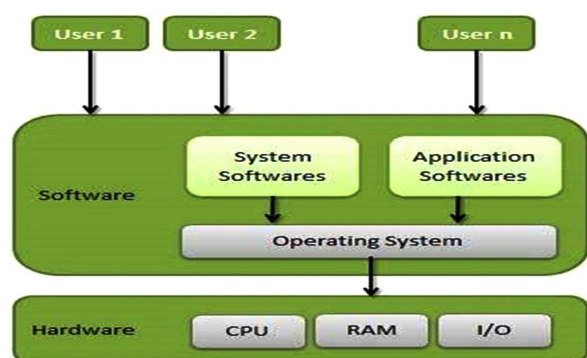 User 1
User 2
User n
System
Softwares
Application
Softwares
Software
Operating System
Hardware
CPU
RAM
I/O